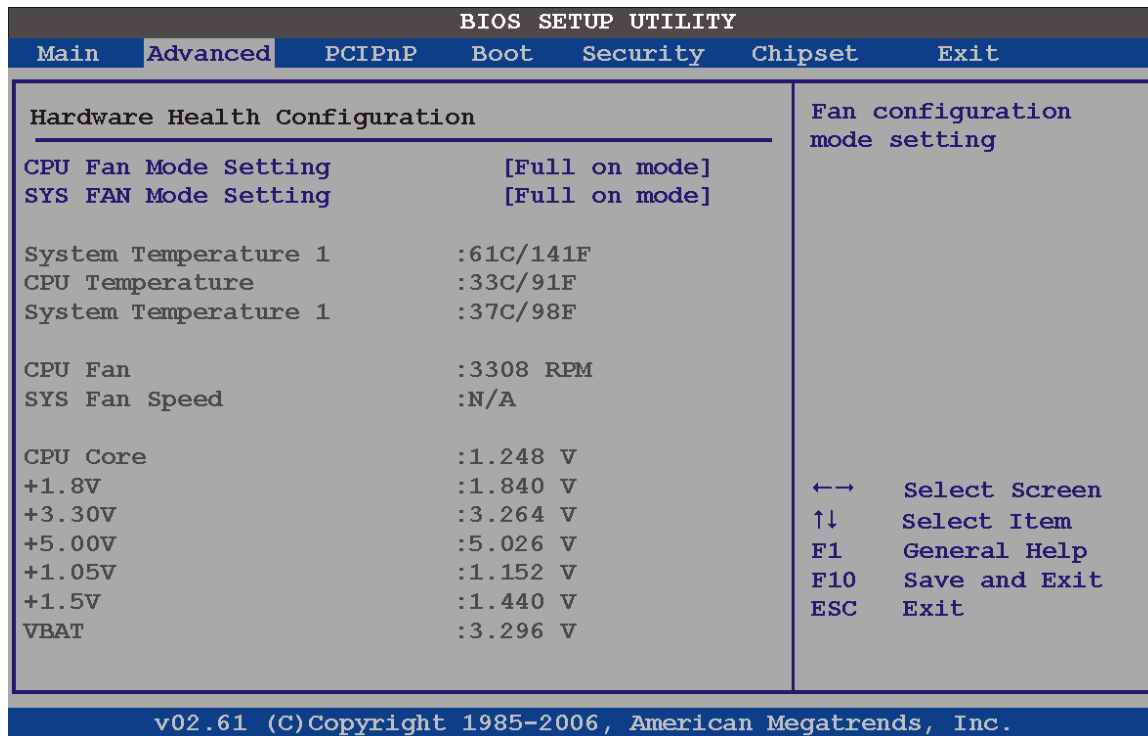 BIOS SETUP UTILITY
Main Advanced PCIPnP Boot Security Chipset Exit
Hardware Health Configuration
CPU Fan Mode Setting [Full on mode]
SYS FAN Mode Setting [Full on mode]
System Temperature 1 :61C/141F
CPU Temperature :33C/91F
System Temperature 1 :37C/98F
CPU Fan :3308 RPM
SYS Fan Speed :N/A
CPU Core :1.248 V
+1.8V :1.840 V
+3.30V :3.264 V
+5.00V :5.026 V
+1.05V :1.152 V
+1.5V :1.440 V
VBAT :3.296 V
Fan configuration
mode setting
←→ Select Screen
↑↓ Select Item
F1 General Help
F10 Save and Exit
ESC Exit
v02.61 (C)Copyright 1985-2006, American Megatrends, Inc.